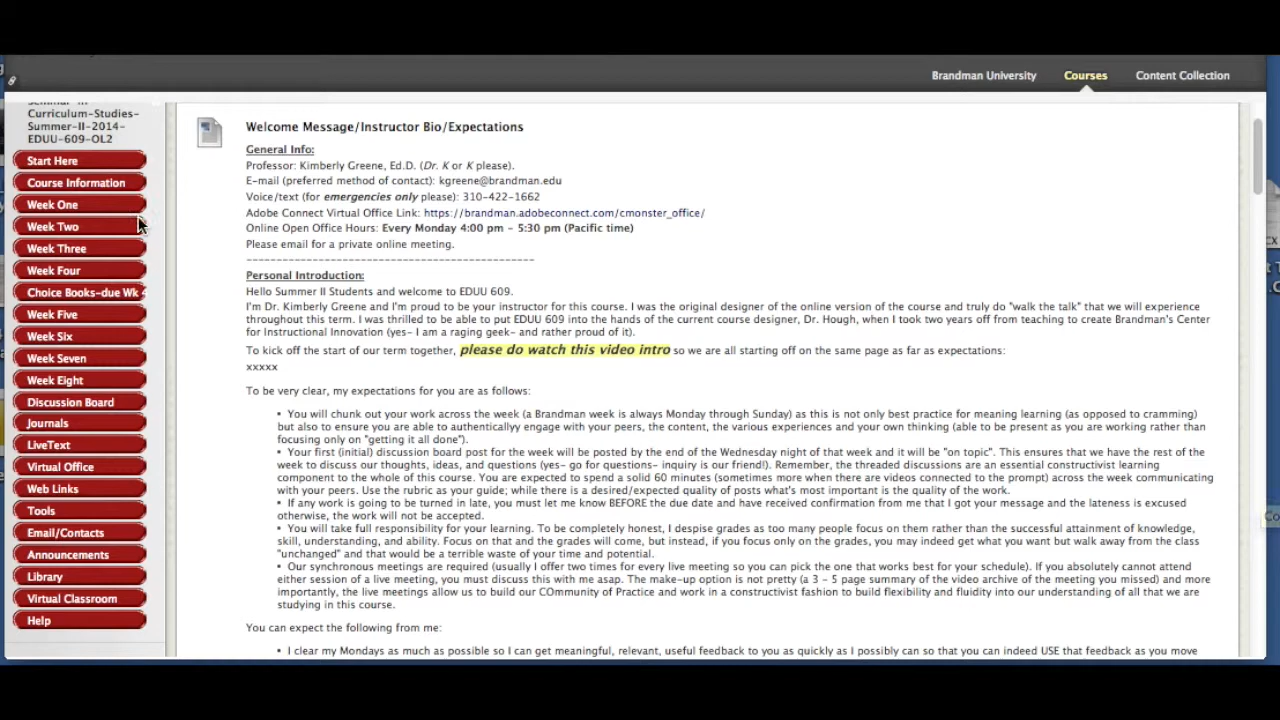 Brandman University
Courses
Content Collection
Curriculum-Studies-
Summer-II-2014-
EDUU-609-OL2
Start Here
Course Information
Week One
Week Two
Week Three
Week Four
Choice Books-due Wk 4
Week Five
Week Six
Week Seven
Week Eight
Discussion Board
Journals
LiveText
Virtual Office
Web Links
Tools
Email/Contacts
Announcements
Library
Virtual Classroom
Help
Welcome Message/Instructor Bio/Expectations
General Info:
Professor: Kimberly Greene, Ed.D. (Dr. K or K please).
E-mail (preferred method of contact): kgreene@brandman.edu
Voice/text (for emergencies only please): 310-422-1662
Adobe Connect Virtual Office Link: https://brandman.adobeconnect.com/cmonster_office/
Online Open Office Hours: Every Monday 4:00 pm - 5:30 pm (Pacific time)
Please email for a private online meeting.
------------------------------------------------
Personal Introduction:
Hello Summer II Students and welcome to EDUU 609.
I'm Dr. Kimberly Greene and I'm proud to be your instructor for this course. I was the original designer of the online version of the course and truly do "walk the talk" that we will experience
throughout this term. I was thrilled to be able to put EDUU 609 into the hands of the current course designer, Dr. Hough, when I took two years off from teaching to create Brandman's Center
for Instructional Innovation (yes- I am a raging geek- and rather proud of it).
To kick off the start of our term together, please do watch this video intro so we are all starting off on the same page as far as expectations:
xxxxx
To be very clear, my expectations for you are as follows:
▪ You will chunk out your work across the week (a Brandman week is always Monday through Sunday) as this is not only best practice for meaning learning (as opposed to cramming)
but also to ensure you are able to authenticallyy engage with your peers, the content, the various experiences and your own thinking (able to be present as you are working rather than
focusing only on "getting it all done").
▪ Your first (initial) discussion board post for the week will be posted by the end of the Wednesday night of that week and it will be "on topic". This ensures that we have the rest of the
week to discuss our thoughts, ideas, and questions (yes- go for questions- inquiry is our friend!). Remember, the threaded discussions are an essential constructivist learning
component to the whole of this course. You are expected to spend a solid 60 minutes (sometimes more when there are videos connected to the prompt) across the week communicating
with your peers. Use the rubric as your guide; while there is a desired/expected quality of posts what's most important is the quality of the work.
▪ If any work is going to be turned in late, you must let me know BEFORE the due date and have received confirmation from me that I got your message and the lateness is excused
otherwise, the work will not be accepted.
▪ You will take full responsibility for your learning. To be completely honest, I despise grades as too many people focus on them rather than the successful attainment of knowledge,
skill, understanding, and ability. Focus on that and the grades will come, but instead, if you focus only on the grades, you may indeed get what you want but walk away from the class
"unchanged" and that would be a terrible waste of your time and potential.
▪ Our synchronous meetings are required (usually I offer two times for every live meeting so you can pick the one that works best for your schedule). If you absolutely cannot attend
either session of a live meeting, you must discuss this with me asap. The make-up option is not pretty (a 3 - 5 page summary of the video archive of the meeting you missed) and more
importantly, the live meetings allow us to build our COmmunity of Practice and work in a constructivist fashion to build flexibility and fluidity into our understanding of all that we are
studying in this course.
You can expect the following from me:
▪ I clear my Mondays as much as possible so I can get meaningful, relevant, useful feedback to you as quickly as I possibly can so that you can indeed USE that feedback as you move